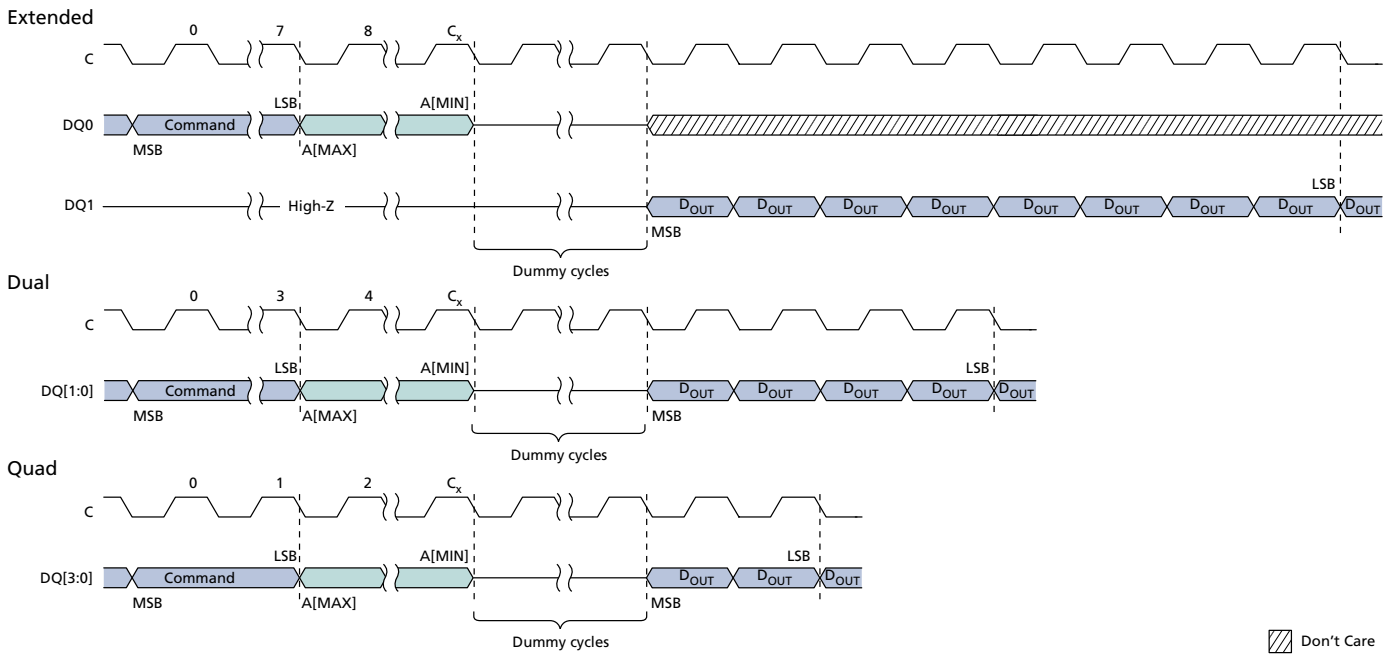 Extended
0 7 8 Cx
C
LSB A[MIN]
DQ0 Command
MSB A[MAX]
LSB
DQ1 High-Z DOUT DOUT DOUT DOUT DOUT DOUT DOUT DOUT DOUT
MSB
Dummy cycles
Dual
0 3 4 Cx
C
LSB A[MIN] LSB
DQ[1:0] Command DOUT DOUT DOUT DOUT DOUT
MSB A[MAX] MSB
Dummy cycles
Quad
0 1 2 Cx
C
LSB A[MIN] LSB
DQ[3:0] Command DOUT DOUT DOUT
MSB A[MAX] MSB
Dummy cycles
Don't Care